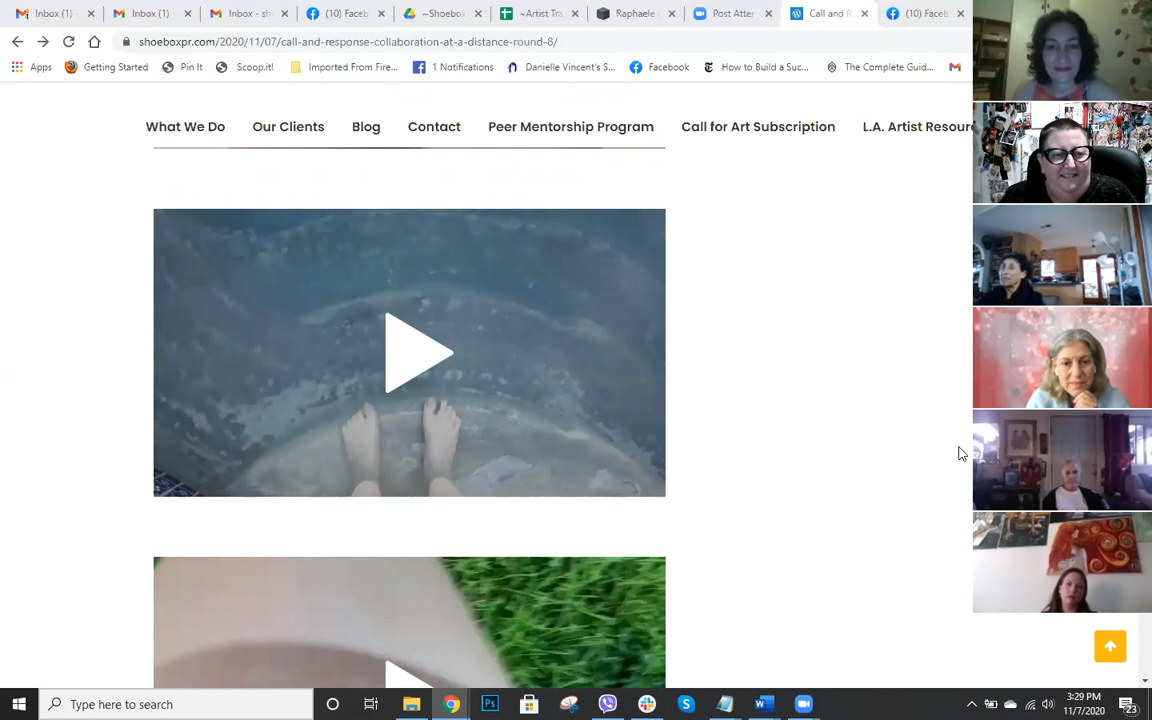 Inbox (1) -
Inbox (1) -
Inbox - sh
(10) Faceb
~Shoebox
~Artist Tra
Raphaele
Post Atter
Call and R
(10) Faceb
shoeboxpr.com/2020/11/07/call-and-response-collaboration-at-a-distance-round-8/
Apps
Getting Started
Pin It
Scoop.it!
Imported From Fire...
1 Notifications
Danielle Vincent's S...
Facebook
How to Build a Suc...
The Complete Guid...
What We Do
Our Clients
Blog
Contact
Peer Mentorship Program
Call for Art Subscription
L.A. Artist Resour
Type here to search
Ps
3:29 PM
11/7/2020
23